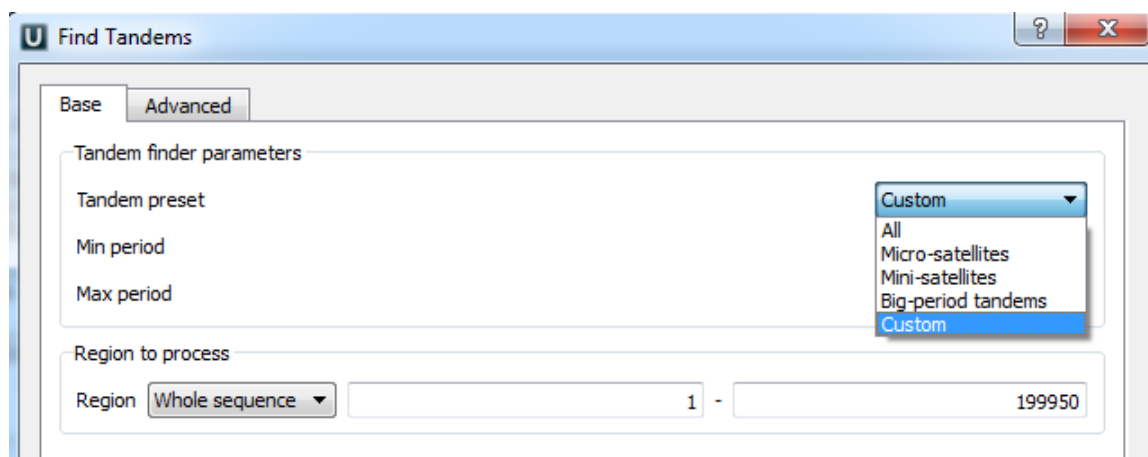 U Find Tandems ? X
Base Advanced
Tandem finder parameters
Tandem preset Custom
All
Micro-satellites
Min period
Mini-satellites
Max period
Big-period tandems
Custom
Region to process
Region Whole sequence 1 - 199950